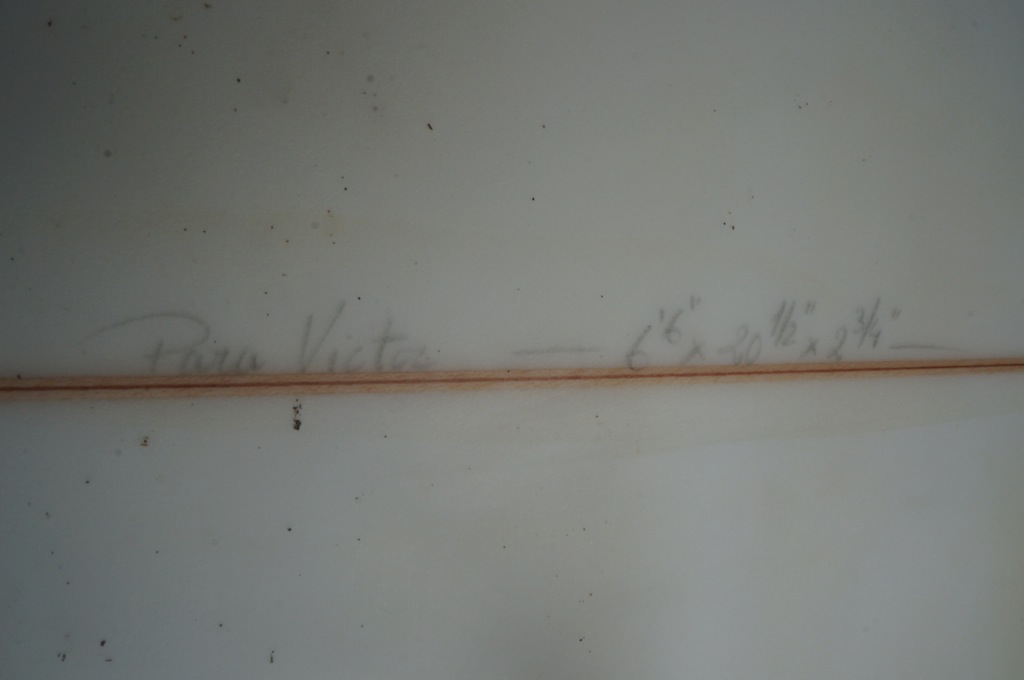 Para Victor — 6'6" x 20 1/2" x 2 3/4" —